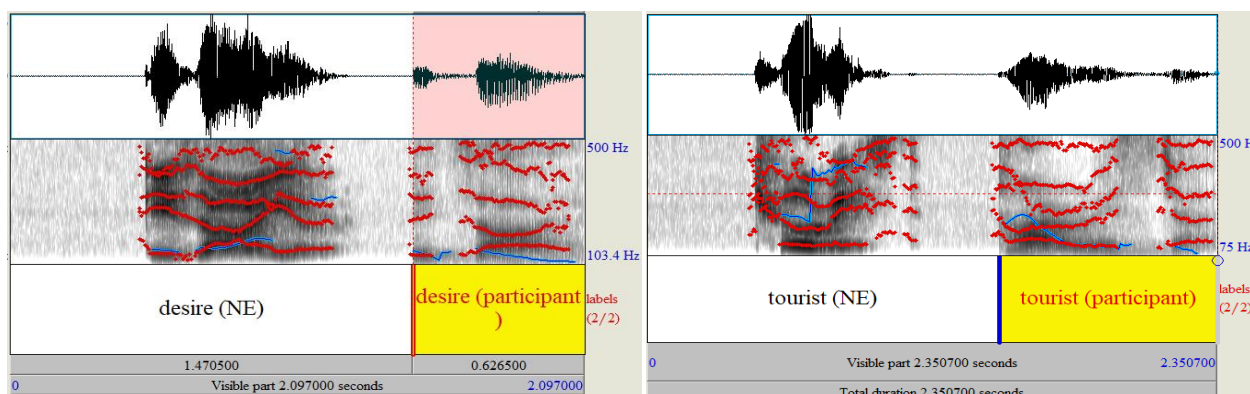 500 Hz
103.4 Hz
desire (NE)
desire (participant
)
labels
(2/2)
1.470500
0.626500
0
Visible part 2.097000 seconds
2.097000
500 Hz
75 Hz
tourist (NE)
tourist (participant)
labels
(2/2)
0
Visible part 2.350700 seconds
2.350700
Total duration 2.350700 seconds